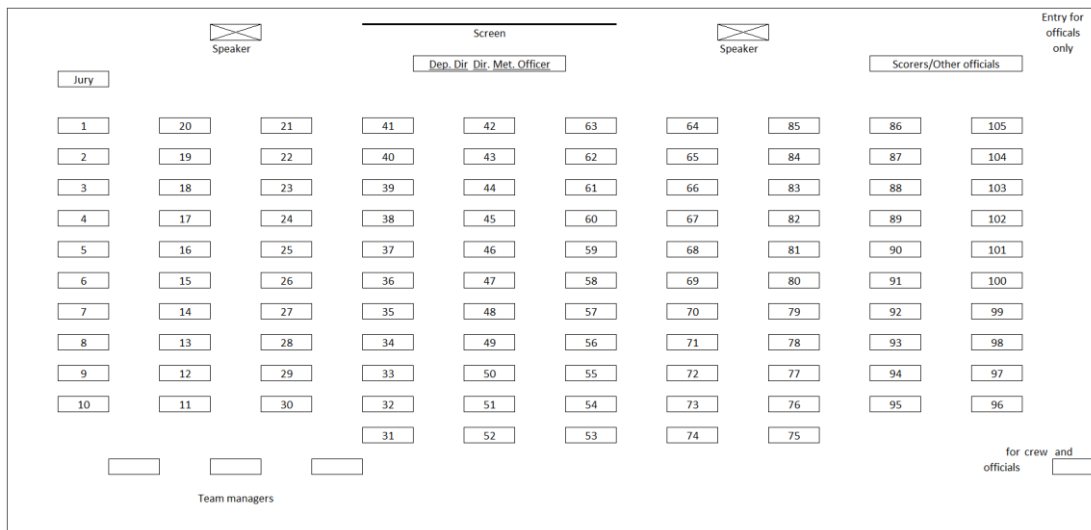 Entry for
officals
only
Screen
Speaker
Speaker
Dep. Dir Dir. Met. Officer
Scorers/Other officials
Jury
1 20 21 41 42 63 64 85 86 105
2 19 22 40 43 62 65 84 87 104
3 18 23 39 44 61 66 83 88 103
4 17 24 38 45 60 67 82 89 102
5 16 25 37 46 59 68 81 90 101
6 15 26 36 47 58 69 80 91 100
7 14 27 35 48 57 70 79 92 99
8 13 28 34 49 56 71 78 93 98
9 12 29 33 50 55 72 77 94 97
10 11 30 32 51 54 73 76 95 96
31 52 53 74 75
for crew and
officials
Team managers